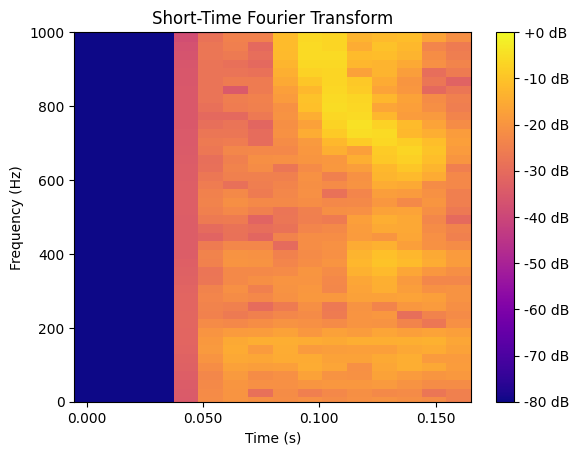 Short-Time Fourier Transform
Frequency (Hz)
1000
800
600
400
200
0
0.000
0.050
0.100
0.150
Time (s)
+0 dB
-10 dB
-20 dB
-30 dB
-40 dB
-50 dB
-60 dB
-70 dB
-80 dB